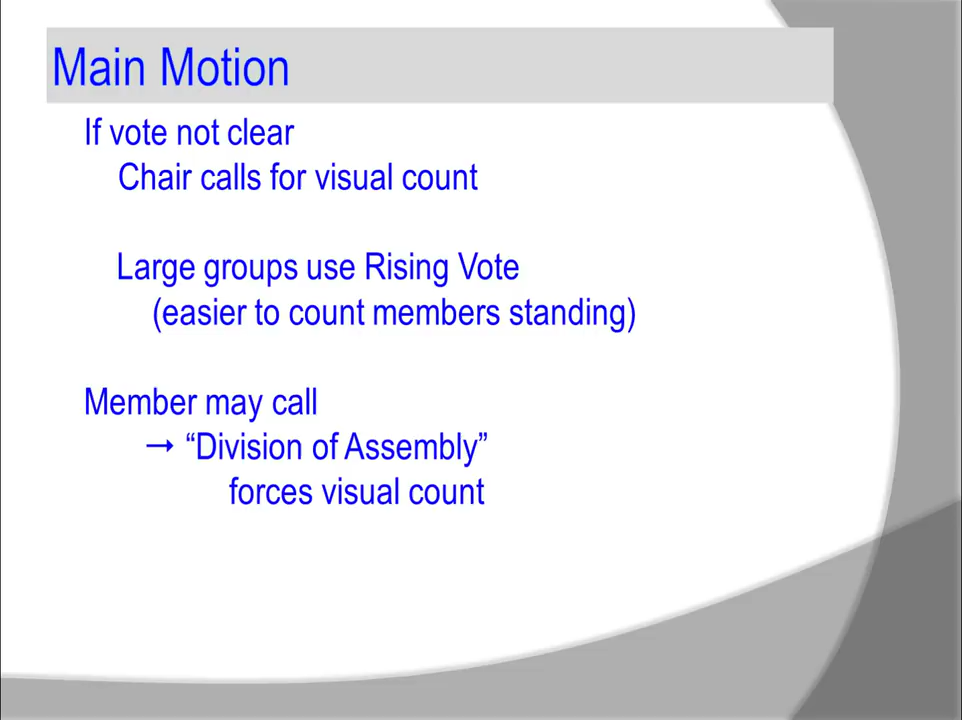 Main Motion
If vote not clear
Chair calls for visual count
Large groups use Rising Vote
(easier to count members standing)
Member may call
→ “Division of Assembly”
forces visual count